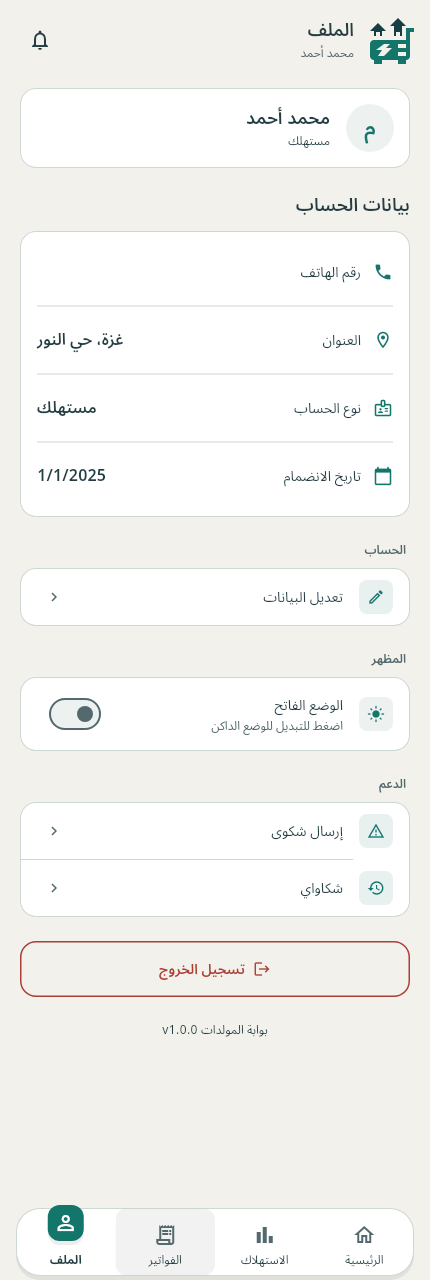 الملف
محمد أحمد
م
محمد أحمد
مستهلك
بيانات الحساب
رقم الهاتف
العنوان
غزة، حي النور
نوع الحساب
مستهلك
تاريخ الانضمام
1/1/2025
الحساب
تعديل البيانات
المظهر
الوضع الفاتح
اضغط للتبديل للوضع الداكن
الدعم
إرسال شكوى
شكاواي
تسجيل الخروج
بوابة المولدات v1.0.0
الرئيسية
الاستهلاك
الفواتير
الملف